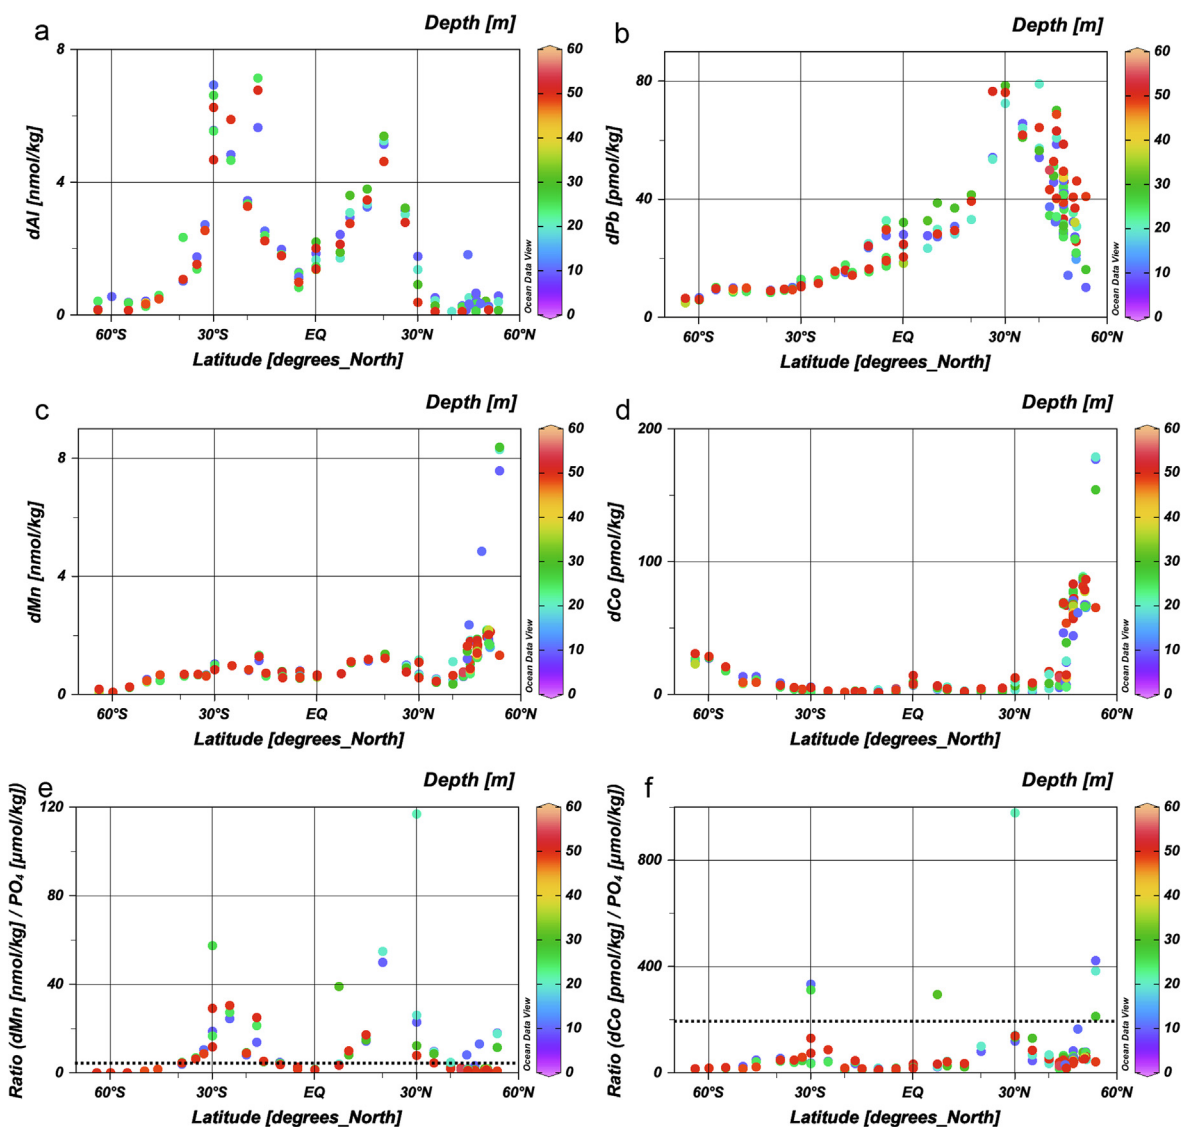 a
Depth [m]
8
4
0
dAl [nmol/kg]
60°S
30°S
EQ
30°N
60°N
Latitude [degrees_North]
Ocean Data View
60
50
40
30
20
10
0
b
Depth [m]
80
40
0
dPb [pmol/kg]
60°S
30°S
EQ
30°N
60°N
Latitude [degrees_North]
Ocean Data View
60
50
40
30
20
10
0
c
Depth [m]
8
4
0
dMn [nmol/kg]
60°S
30°S
EQ
30°N
60°N
Latitude [degrees_North]
Ocean Data View
60
50
40
30
20
10
0
d
Depth [m]
200
100
0
dCo [pmol/kg]
60°S
30°S
EQ
30°N
60°N
Latitude [degrees_North]
Ocean Data View
60
50
40
30
20
10
0
e
Depth [m]
120
80
40
0
Ratio (dMn [nmol/kg] / PO₄ [µmol/kg])
60°S
30°S
EQ
30°N
60°N
Latitude [degrees_North]
Ocean Data View
60
50
40
30
20
10
0
f
Depth [m]
800
400
0
Ratio (dCo [pmol/kg] / PO₄ [µmol/kg])
60°S
30°S
EQ
30°N
60°N
Latitude [degrees_North]
Ocean Data View
60
50
40
30
20
10
0